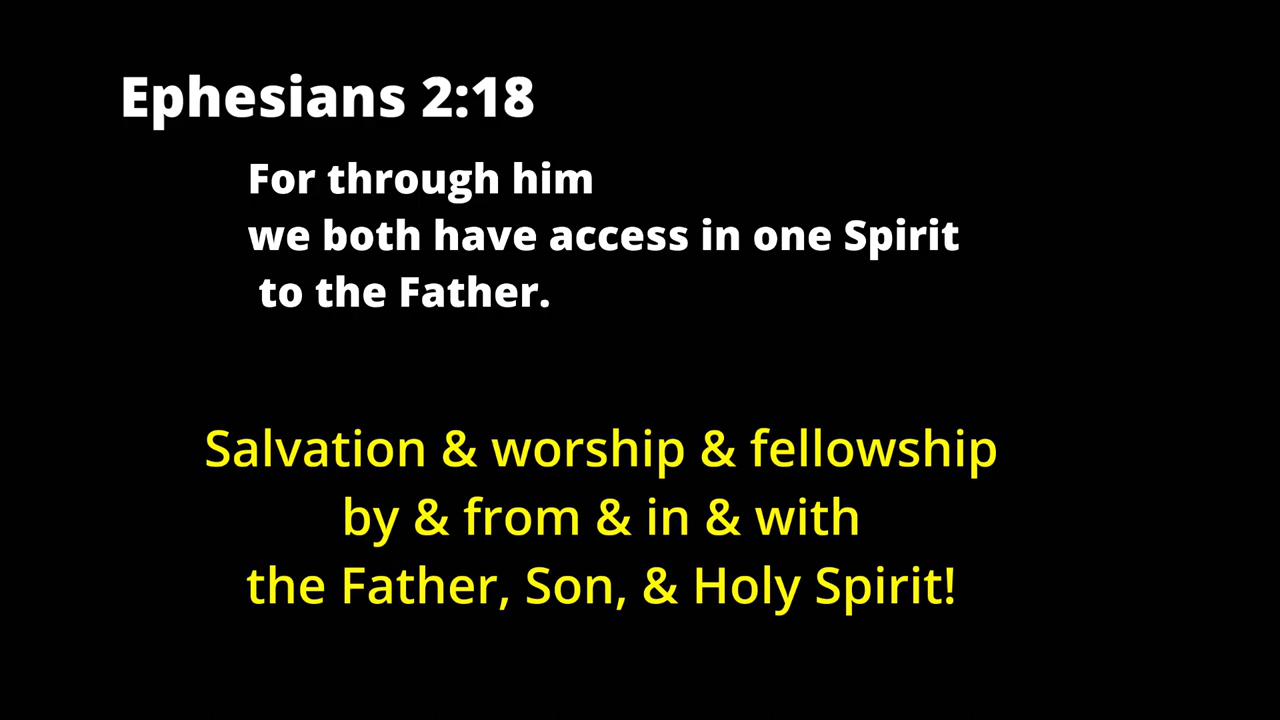 Ephesians 2:18
For through him
we both have access in one Spirit
to the Father.
Salvation & worship & fellowship
by & from & in & with
the Father, Son, & Holy Spirit!